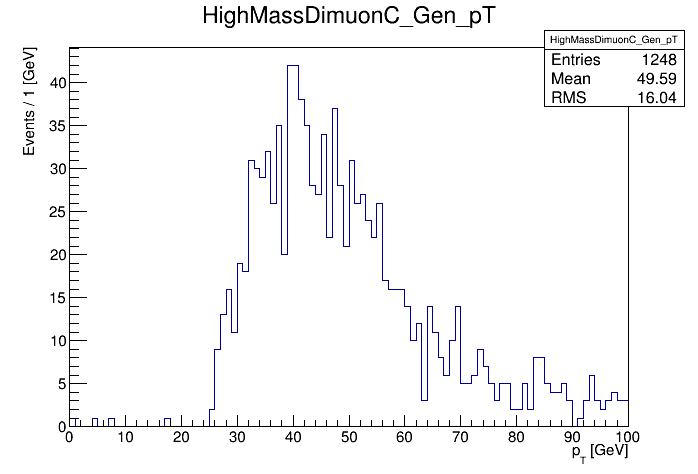 HighMassDimuonC_Gen_pT
HighMassDimuonC_Gen_pT
Entries 1248
Mean 49.59
RMS 16.04
Events / 1 [GeV]
40
35
30
25
20
15
10
5
0
0 10 20 30 40 50 60 70 80 90 100
p_T [GeV]